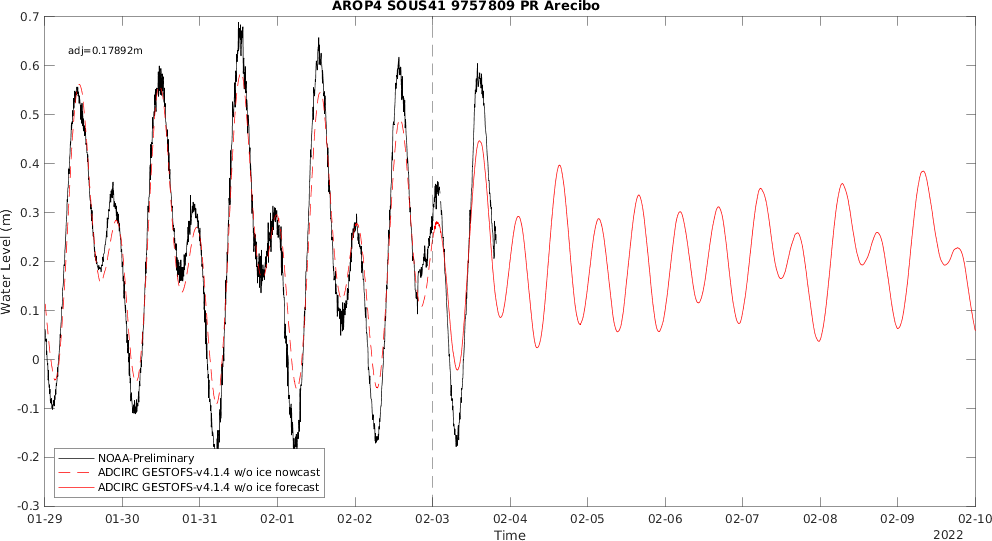 AROP4 SOUS41 9757809 PR Arecibo
adj=0.17892m
Water Level (m)
0.7
0.6
0.5
0.4
0.3
0.2
0.1
0
-0.1
-0.2
-0.3
NOAA-Preliminary
ADCIRC GESTOFS-v4.1.4 w/o ice nowcast
ADCIRC GESTOFS-v4.1.4 w/o ice forecast
01-29 01-30 01-31 02-01 02-02 02-03 02-04 02-05 02-06 02-07 02-08 02-09 02-10
Time
2022